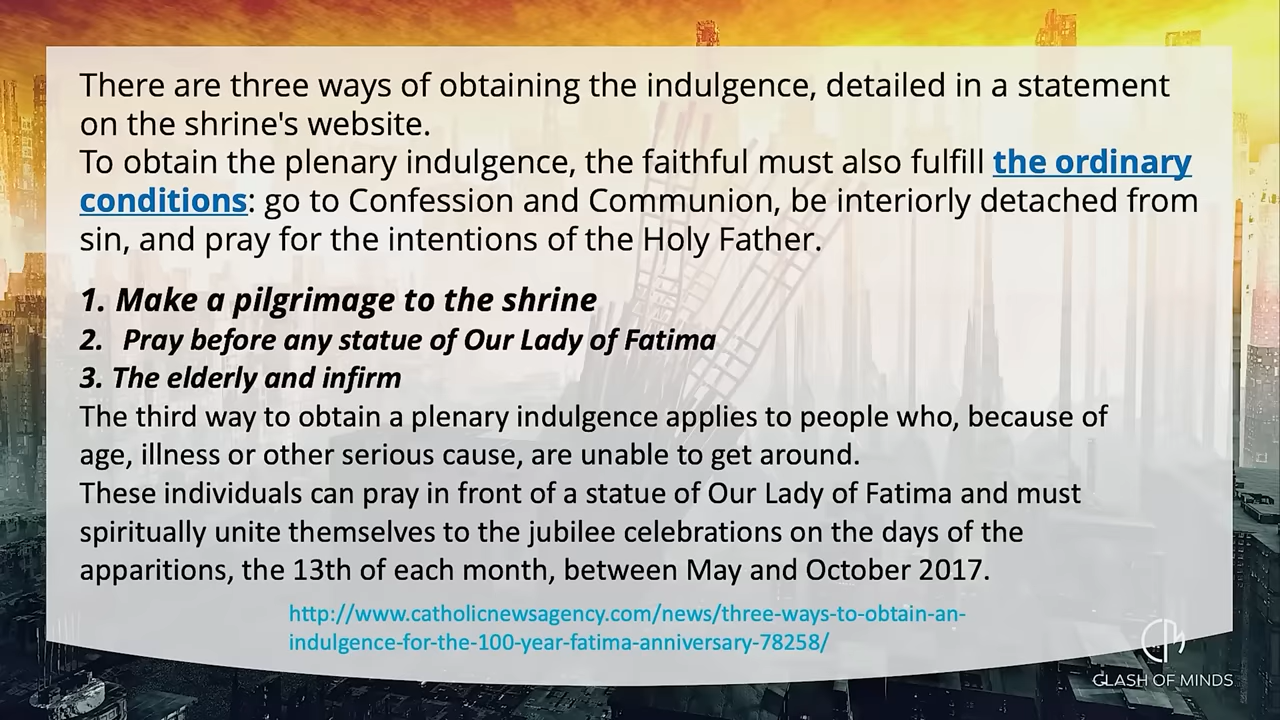 There are three ways of obtaining the indulgence, detailed in a statement
on the shrine's website.
To obtain the plenary indulgence, the faithful must also fulfill the ordinary
conditions: go to Confession and Communion, be interiorly detached from
sin, and pray for the intentions of the Holy Father.
1. Make a pilgrimage to the shrine
2. Pray before any statue of Our Lady of Fatima
3. The elderly and infirm
The third way to obtain a plenary indulgence applies to people who, because of
age, illness or other serious cause, are unable to get around.
These individuals can pray in front of a statue of Our Lady of Fatima and must
spiritually unite themselves to the jubilee celebrations on the days of the
apparitions, the 13th of each month, between May and October 2017.
http://www.catholicnewsagency.com/news/three-ways-to-obtain-an-
indulgence-for-the-100-year-fatima-anniversary-78258/
CLASH OF MINDS